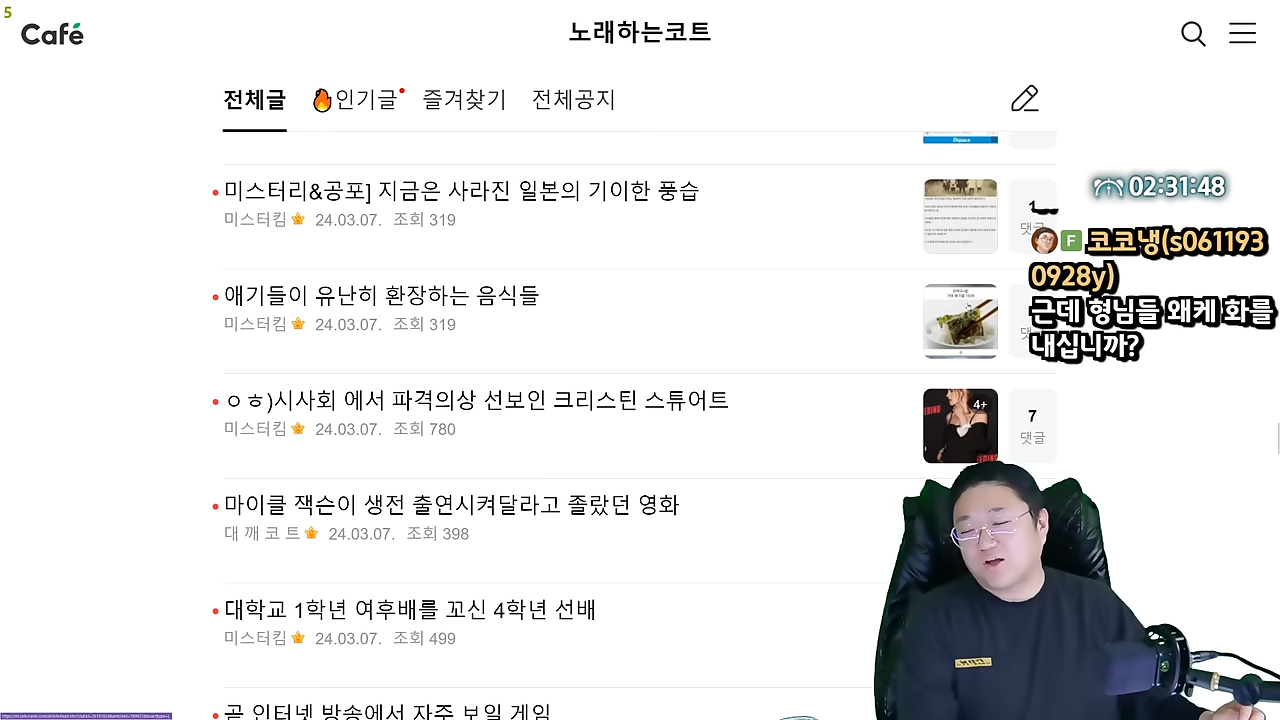 5
Café
노래하는코트
전체글 인기글 즐겨찾기 전체공지
미스터리&공포] 지금은 사라진 일본의 기이한 풍습
미스터킴 24.03.07. 조회 319
02:31:48
F 코코냉(s061193
0928y)
근데 형님들 왜케 화를
내십니까?
애기들이 유난히 환장하는 음식들
미스터킴 24.03.07. 조회 319
ㅇㅎ)시사회 에서 파격의상 선보인 크리스틴 스튜어트
미스터킴 24.03.07. 조회 780
4+
7
댓글
마이클 잭슨이 생전 출연시켜달라고 졸랐던 영화
대 깨 코 트 24.03.07. 조회 398
대학교 1학년 여후배를 꼬신 4학년 선배
미스터킴 24.03.07. 조회 499
곧 인터넷 방송에서 자주 보일 게임